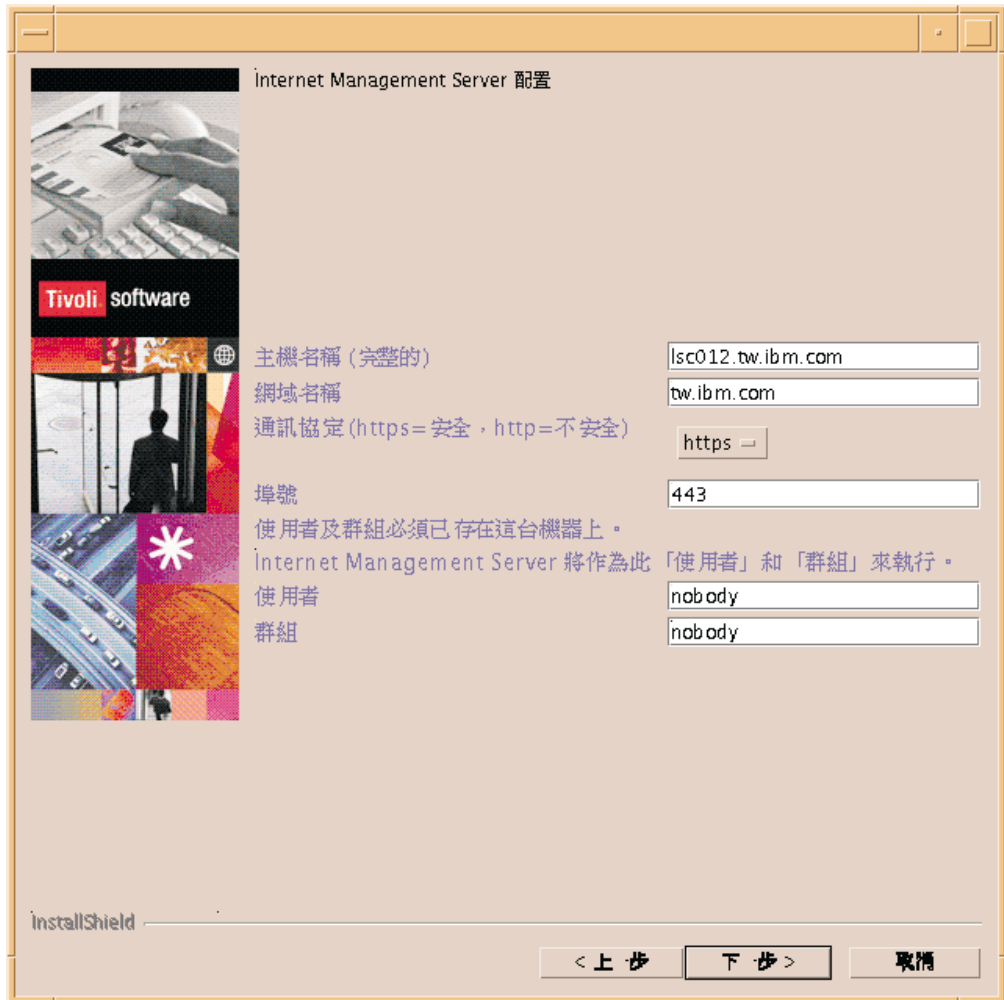 Internet Management Server 配置
Tivoli software
主機名稱 (完整的)
lsc012.tw.ibm.com
網域名稱
tw.ibm.com
通訊協定(https=安全,http=不安全)
https
埠號
443
使用者及群組必須已存在這台機器上。
Internet Management Server 將作為此「使用者」和「群組」來執行。
使用者
nobody
群組
nobody
InstallShield
<上一步
下一步>
取消